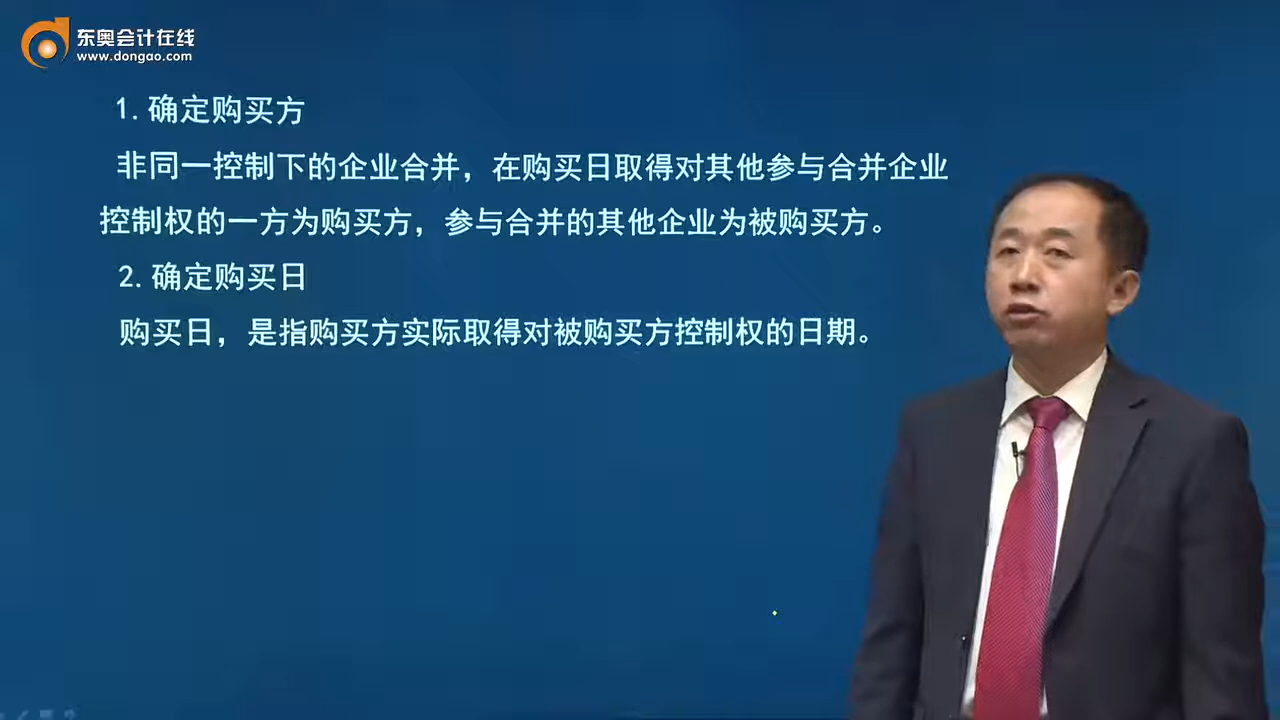 东奥会计在线
www.dongao.com
1.确定购买方
非同一控制下的企业合并，在购买日取得对其他参与合并企业
控制权的一方为购买方，参与合并的其他企业为被购买方。
2.确定购买日
购买日，是指购买方实际取得对被购买方控制权的日期。